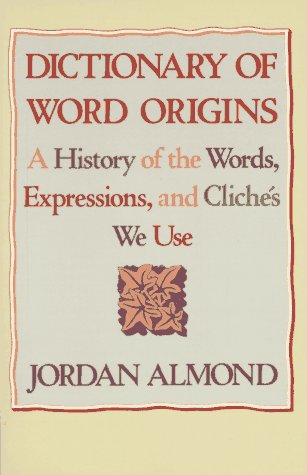 DICTIONARY OF
WORD ORIGINS
A History of the Words,
Expressions, and Clichés
We Use
JORDAN ALMOND